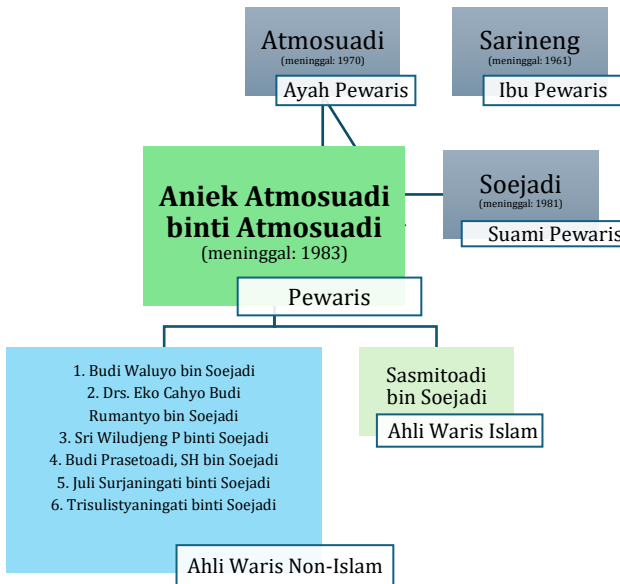 Atmosuadi
(meninggal: 1970)
Ayah Pewaris
Sarineng
(meninggal: 1961)
Ibu Pewaris
Aniek Atmosuadi
binti Atmosuadi
(meninggal: 1983)
Pewaris
Soejadi
(meninggal: 1981)
Suami Pewaris
1. Budi Waluyo bin Soejadi
2. Drs. Eko Cahyo Budi
Rumantyo bin Soejadi
3. Sri Wiludjeng P binti Soejadi
4. Budi Prasetoadi, SH bin Soejadi
5. Juli Surjaningati binti Soejadi
6. Trisulistyaningati binti Soejadi
Ahli Waris Non-Islam
Sasmitoadi
bin Soejadi
Ahli Waris Islam